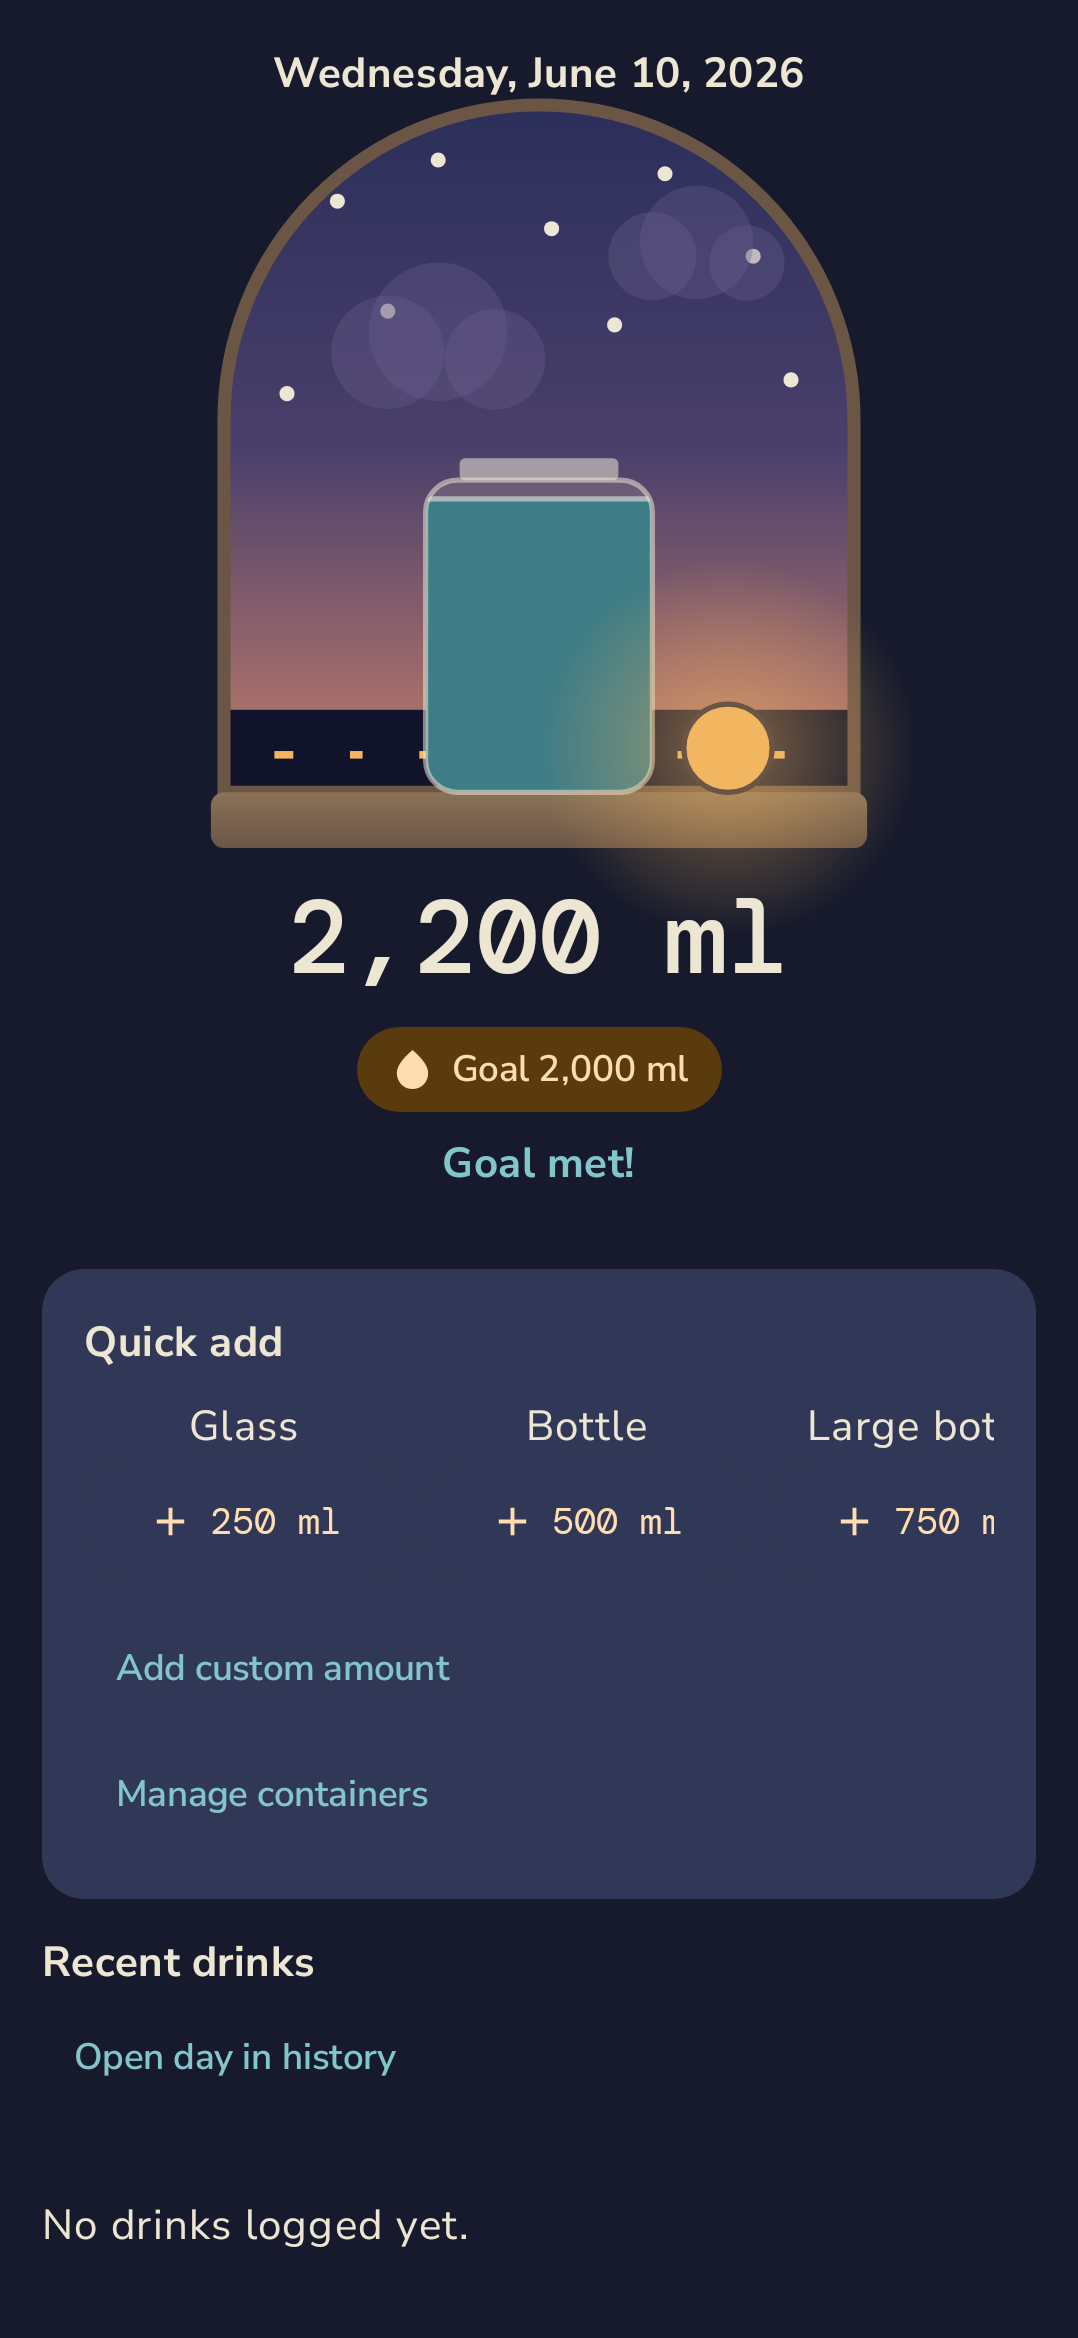 Wednesday, June 10, 2026
2,200 ml
Goal 2,000 ml
Goal met!
Quick add
Glass
Bottle
Large bot
+ 250 ml
+ 500 ml
+ 750 m
Add custom amount
Manage containers
Recent drinks
Open day in history
No drinks logged yet.